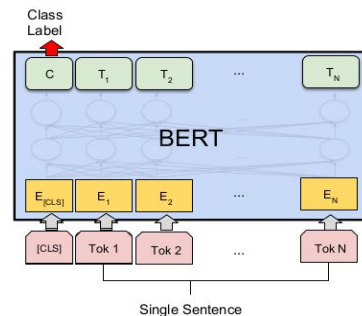 Class
Label
C T1 T2 ... TN
BERT
E[CLS] E1 E2 ... EN
[CLS] Tok 1 Tok 2 ... Tok N
Single Sentence